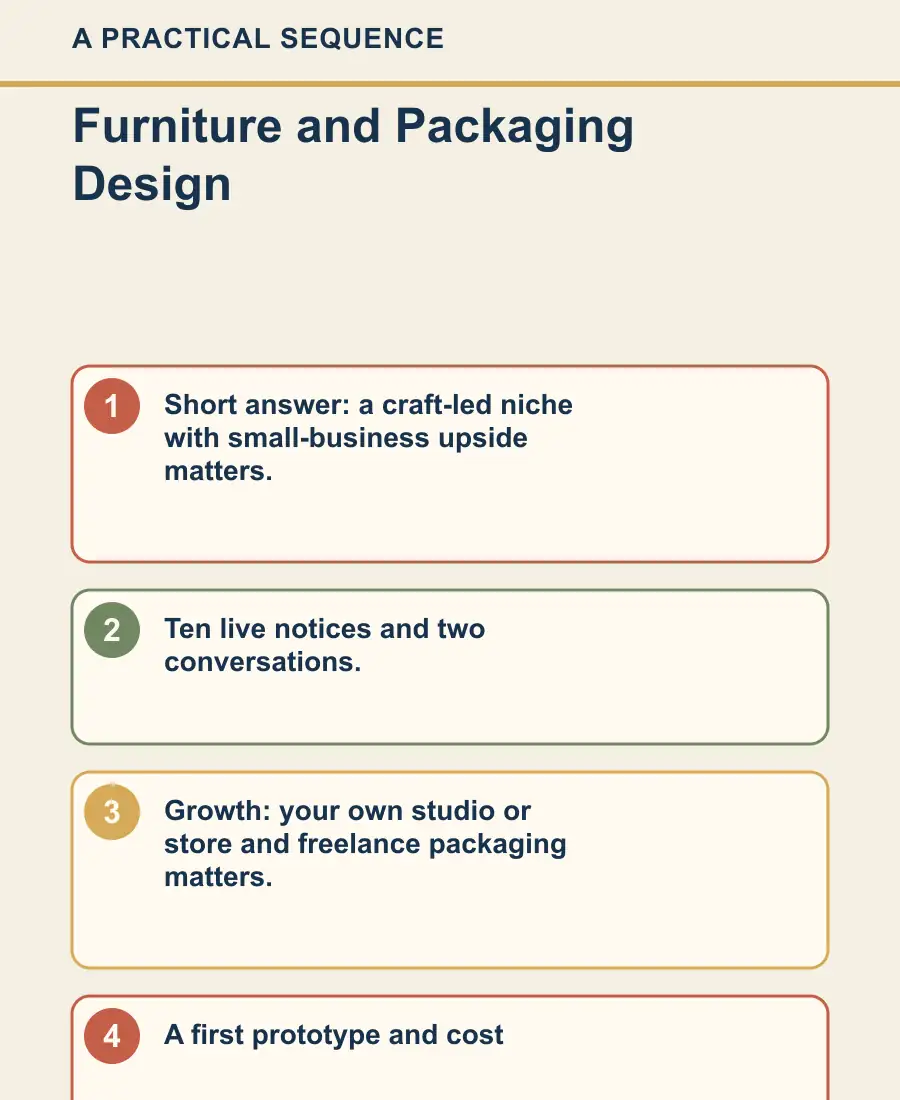 A PRACTICAL SEQUENCE
Furniture and Packaging
Design
1
Short answer: a craft-led niche
with small-business upside
matters.
2
Ten live notices and two
conversations.
3
Growth: your own studio or
store and freelance packaging
matters.
4
A first prototype and cost